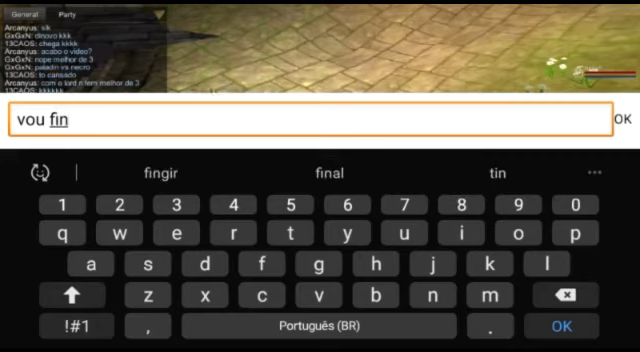 General Party
Arcanyus: slk
GxGxN: dinovo kkk
13CAOS: chega kkkk
Arcanyus: acabo o video?
GxGxN: nope melhor de 3
GxGxN: paladin vs necro
13CAOS: to cansado
Arcanyus: com o lord n tem melhor de 3
13CAOS: kkkkkk
vou fin
OK
fingir final tin
1 2 3 4 5 6 7 8 9 0
q w e r t y u i o p
a s d f g h j k l
z x c v b n m
!#1 , Português (BR) . OK